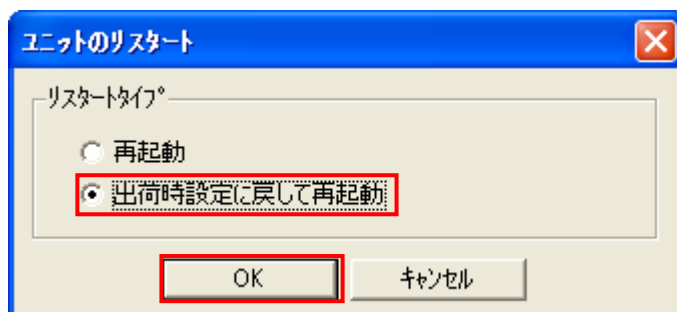 ユニットのリスタート
リスタートタイプ
再起動
出荷時設定に戻して再起動
OK キャンセル